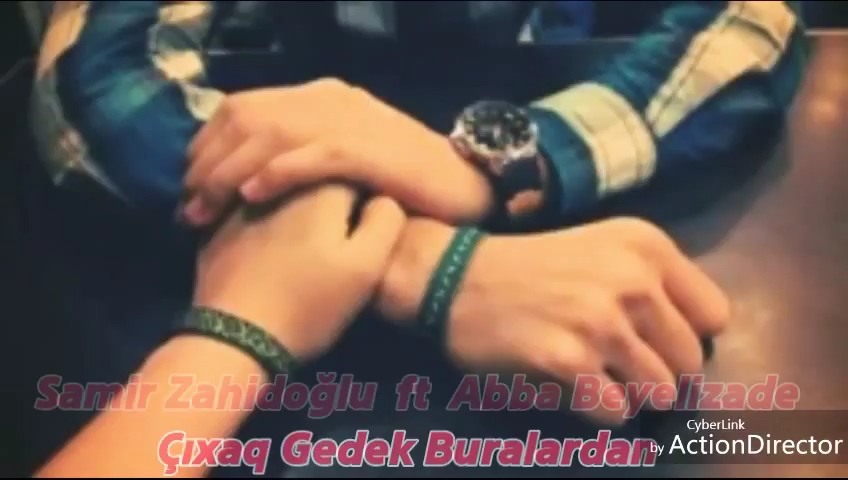 Samir Zahidoğlu ft Abba Beyelizade
Çıxaq Gedek Buralardan
CyberLink
by ActionDirector